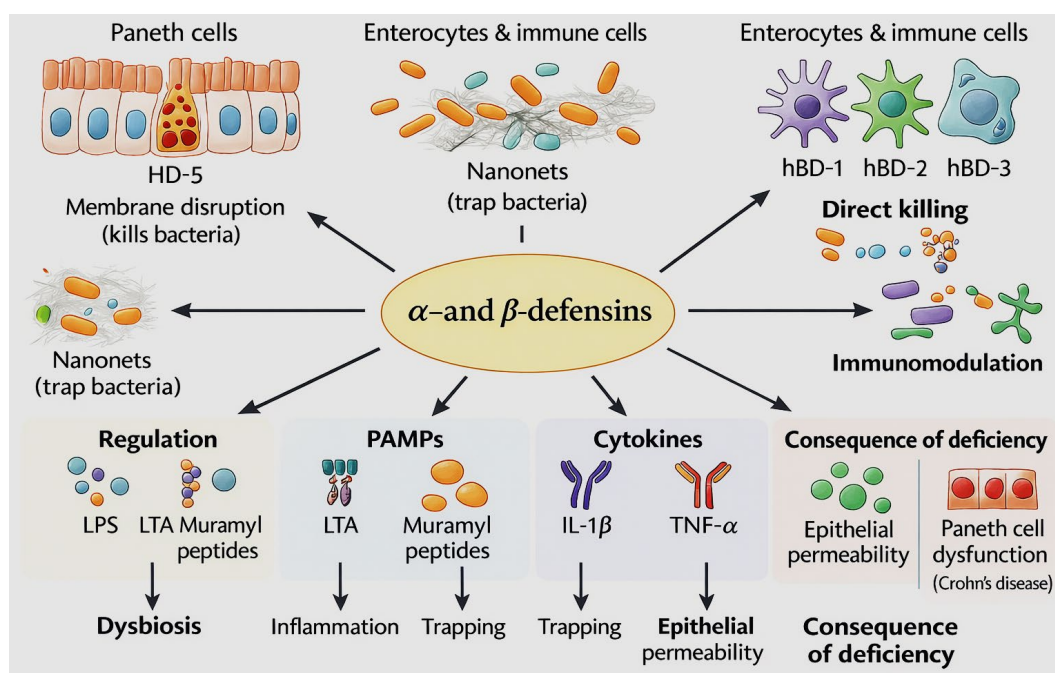 Paneth cells
Enterocytes & immune cells
Enterocytes & immune cells
HD-5
Membrane disruption
(kills bacteria)
Nanonets
(trap bacteria)
hBD-1 hBD-2 hBD-3
Direct killing
α-and β-defensins
Nanonets
(trap bacteria)
Immunomodulation
Regulation
LPS LTA Muramyl
peptides
PAMPs
LTA
Muramyl
peptides
Cytokines
IL-1β
TNF-α
Consequence of deficiency
Epithelial
permeability
Paneth cell
dysfunction
(Crohn's disease)
Dysbiosis
Inflammation
Trapping
Trapping
Epithelial
permeability
Consequence
of deficiency